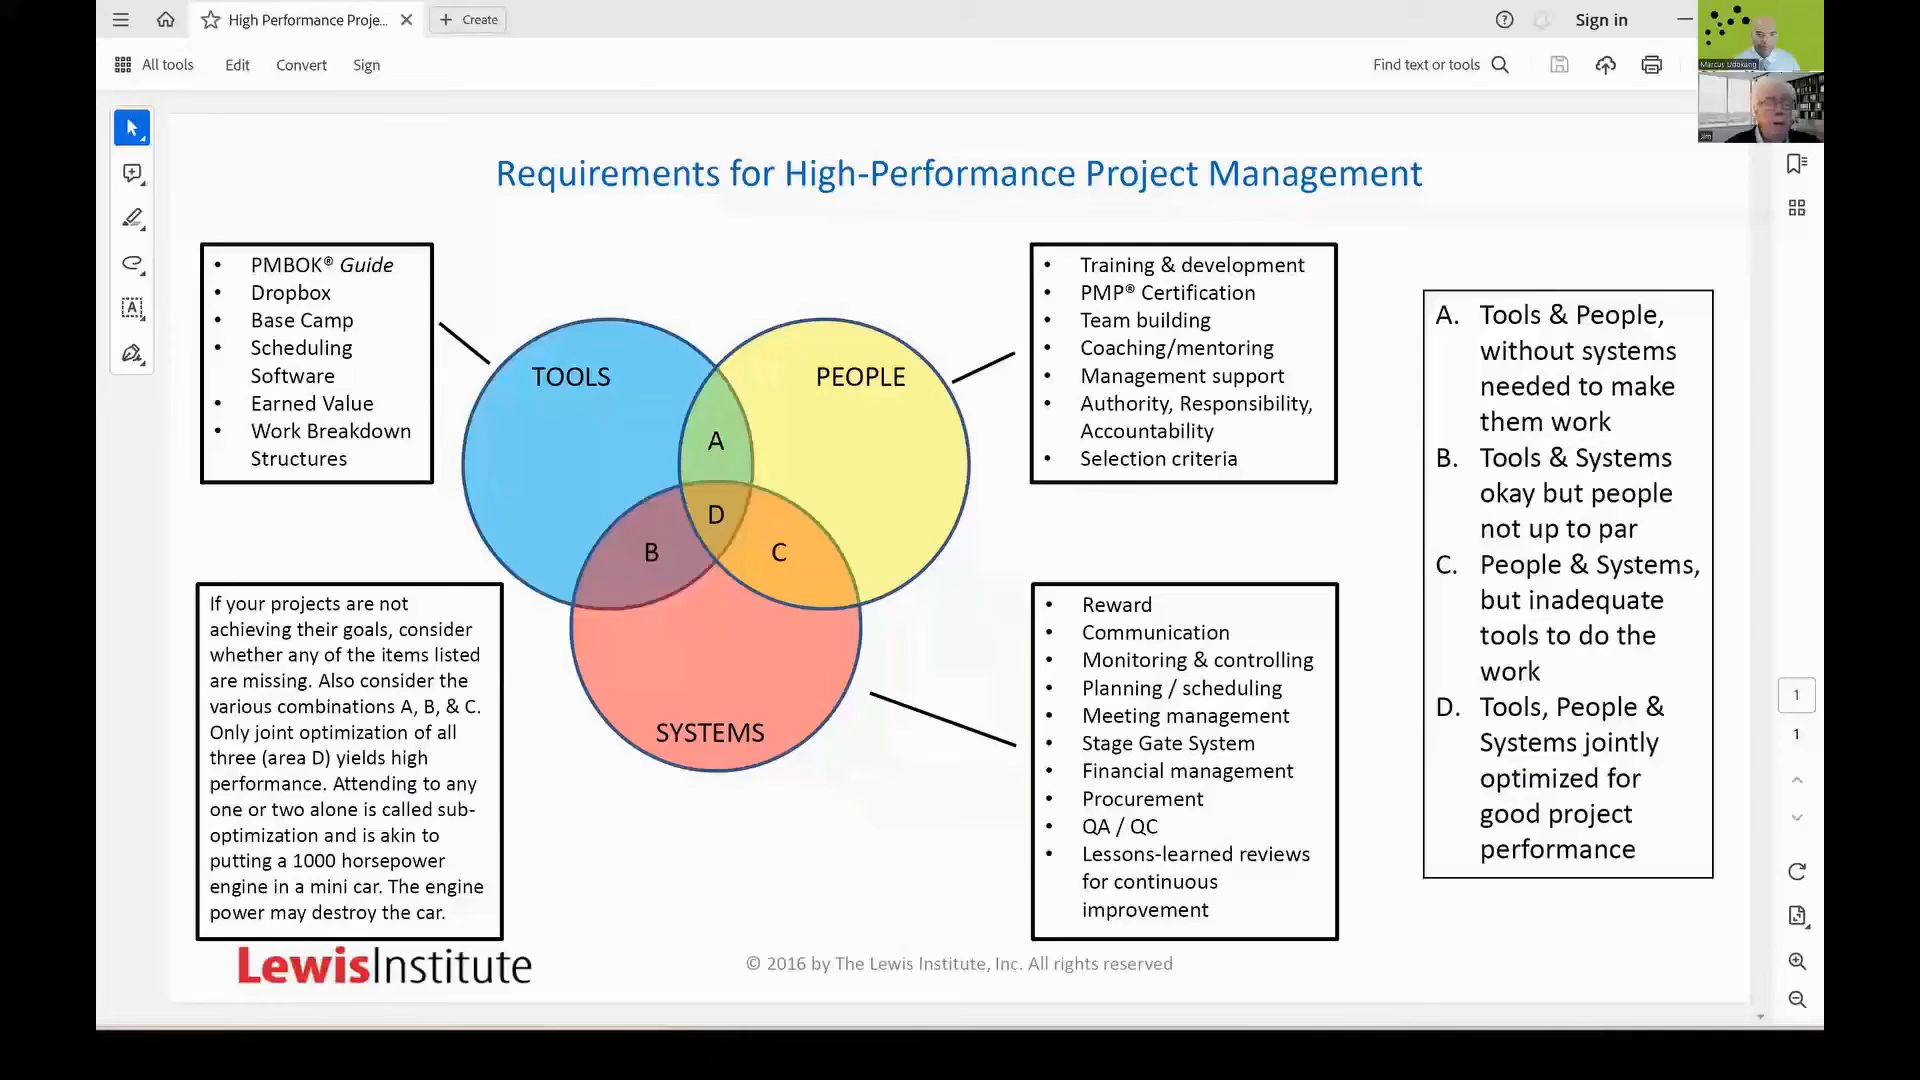 High Performance Proje...
Create
Sign in
All tools
Edit
Convert
Sign
Find text or tools
Marcus Udokang
Jim
Requirements for High-Performance Project Management
• PMBOK® Guide
• Dropbox
• Base Camp
• Scheduling
Software
• Earned Value
• Work Breakdown
Structures
TOOLS
PEOPLE
SYSTEMS
A
B
C
D
• Training & development
• PMP® Certification
• Team building
• Coaching/mentoring
• Management support
• Authority, Responsibility,
Accountability
• Selection criteria
A. Tools & People,
without systems
needed to make
them work
B. Tools & Systems
okay but people
not up to par
C. People & Systems,
but inadequate
tools to do the
work
D. Tools, People &
Systems jointly
optimized for
good project
performance
If your projects are not
achieving their goals, consider
whether any of the items listed
are missing. Also consider the
various combinations A, B, & C.
Only joint optimization of all
three (area D) yields high
performance. Attending to any
one or two alone is called sub-
optimization and is akin to
putting a 1000 horsepower
engine in a mini car. The engine
power may destroy the car.
• Reward
• Communication
• Monitoring & controlling
• Planning / scheduling
• Meeting management
• Stage Gate System
• Financial management
• Procurement
• QA / QC
• Lessons-learned reviews
for continuous
improvement
1
1
LewisInstitute
© 2016 by The Lewis Institute, Inc. All rights reserved